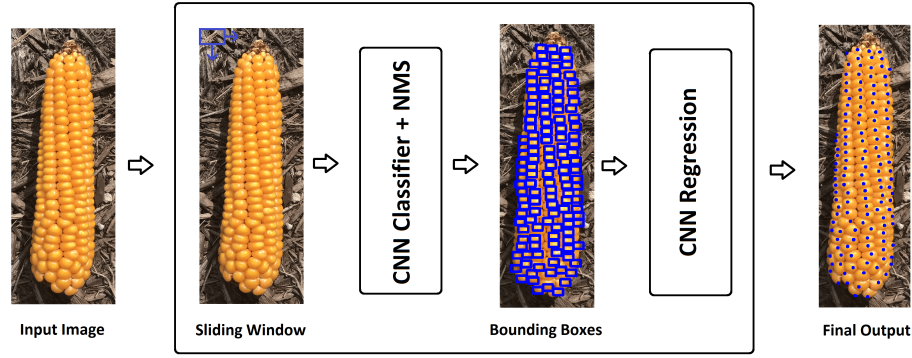 CNN Classifier + NMS
CNN Regression
Input Image
Sliding Window
Bounding Boxes
Final Output